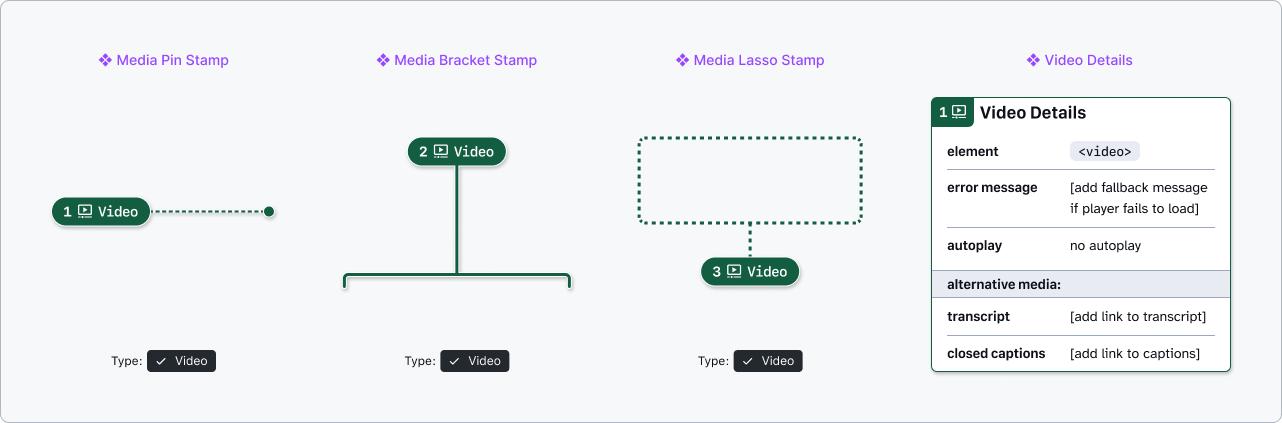 Media Pin Stamp
1 Video
Type: Video
Media Bracket Stamp
2 Video
Type: Video
Media Lasso Stamp
3 Video
Type: Video
Video Details
1 Video Details
element <video>
error message [add fallback message
if player fails to load]
autoplay no autoplay
alternative media:
transcript [add link to transcript]
closed captions [add link to captions]